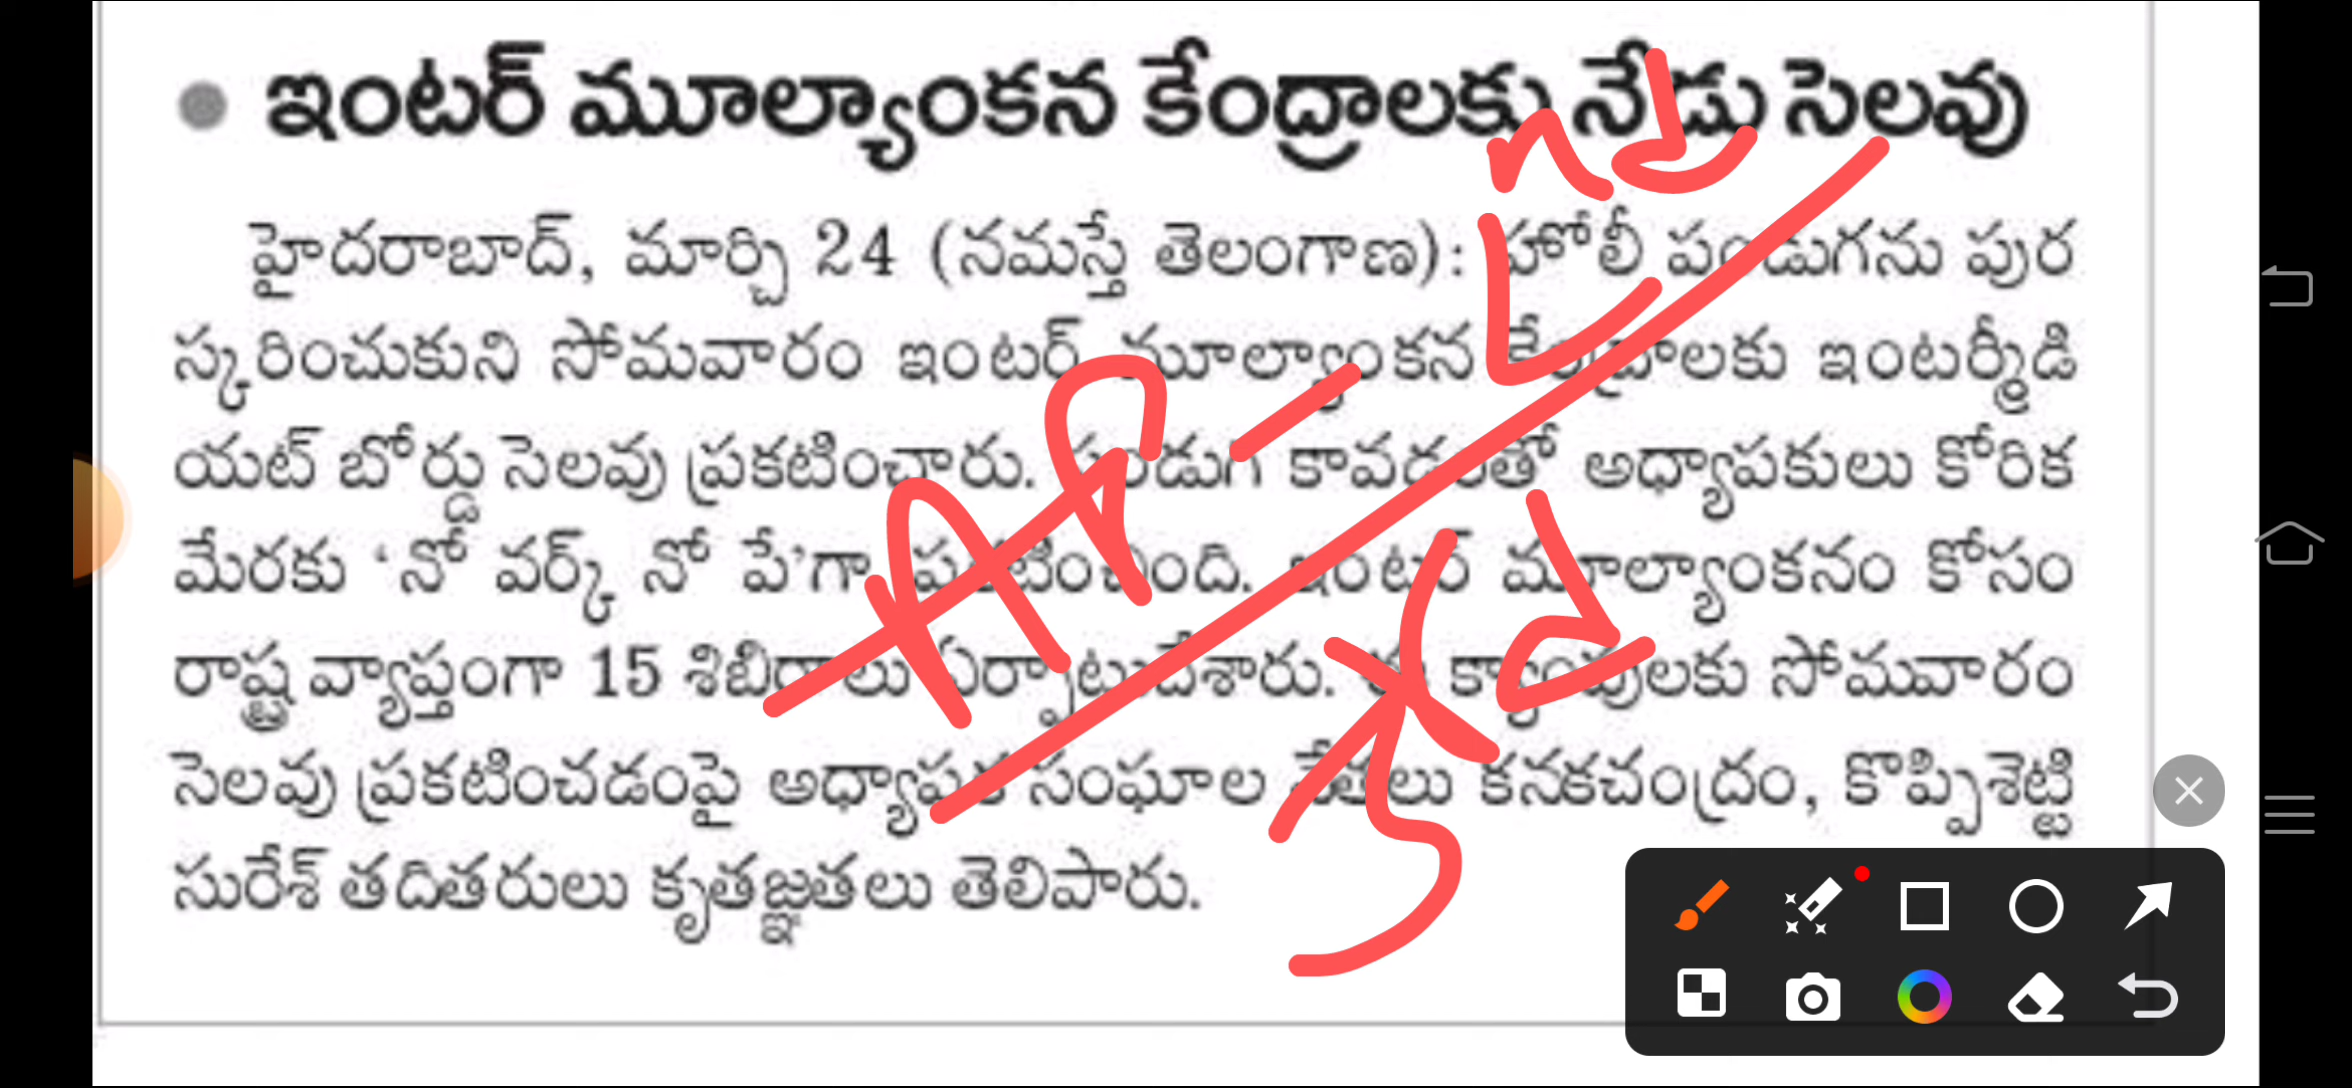 • ఇంటర్ మూల్యాంకన కేంద్రాలకు నేడు సెలవు
హైదరాబాద్, మార్చి 24 (నమస్తే తెలంగాణ): హోలీ పండుగను పుర
స్కరించుకుని సోమవారం ఇంటర్ మూల్యాంకన కేంద్రాలకు ఇంటర్మీడి
యట్ బోర్డు సెలవు ప్రకటించారు. పండుగ కావడంతో అధ్యాపకులు కోరిక
మేరకు ‘నో వర్క్ నో పే’గా ప్రకటించింది. ఇంటర్ మూల్యాంకనం కోసం
రాష్ట్ర వ్యాప్తంగా 15 శిబిరాలు ఏర్పాటుచేశారు. ఈ క్యాంపులకు సోమవారం
సెలవు ప్రకటించడంపై అధ్యాపక సంఘాల నేతలు కనకచంద్రం, కొప్పిశెట్టి
సురేశ్ తదితరులు కృతజ్ఞతలు తెలిపారు.
AP -
nd